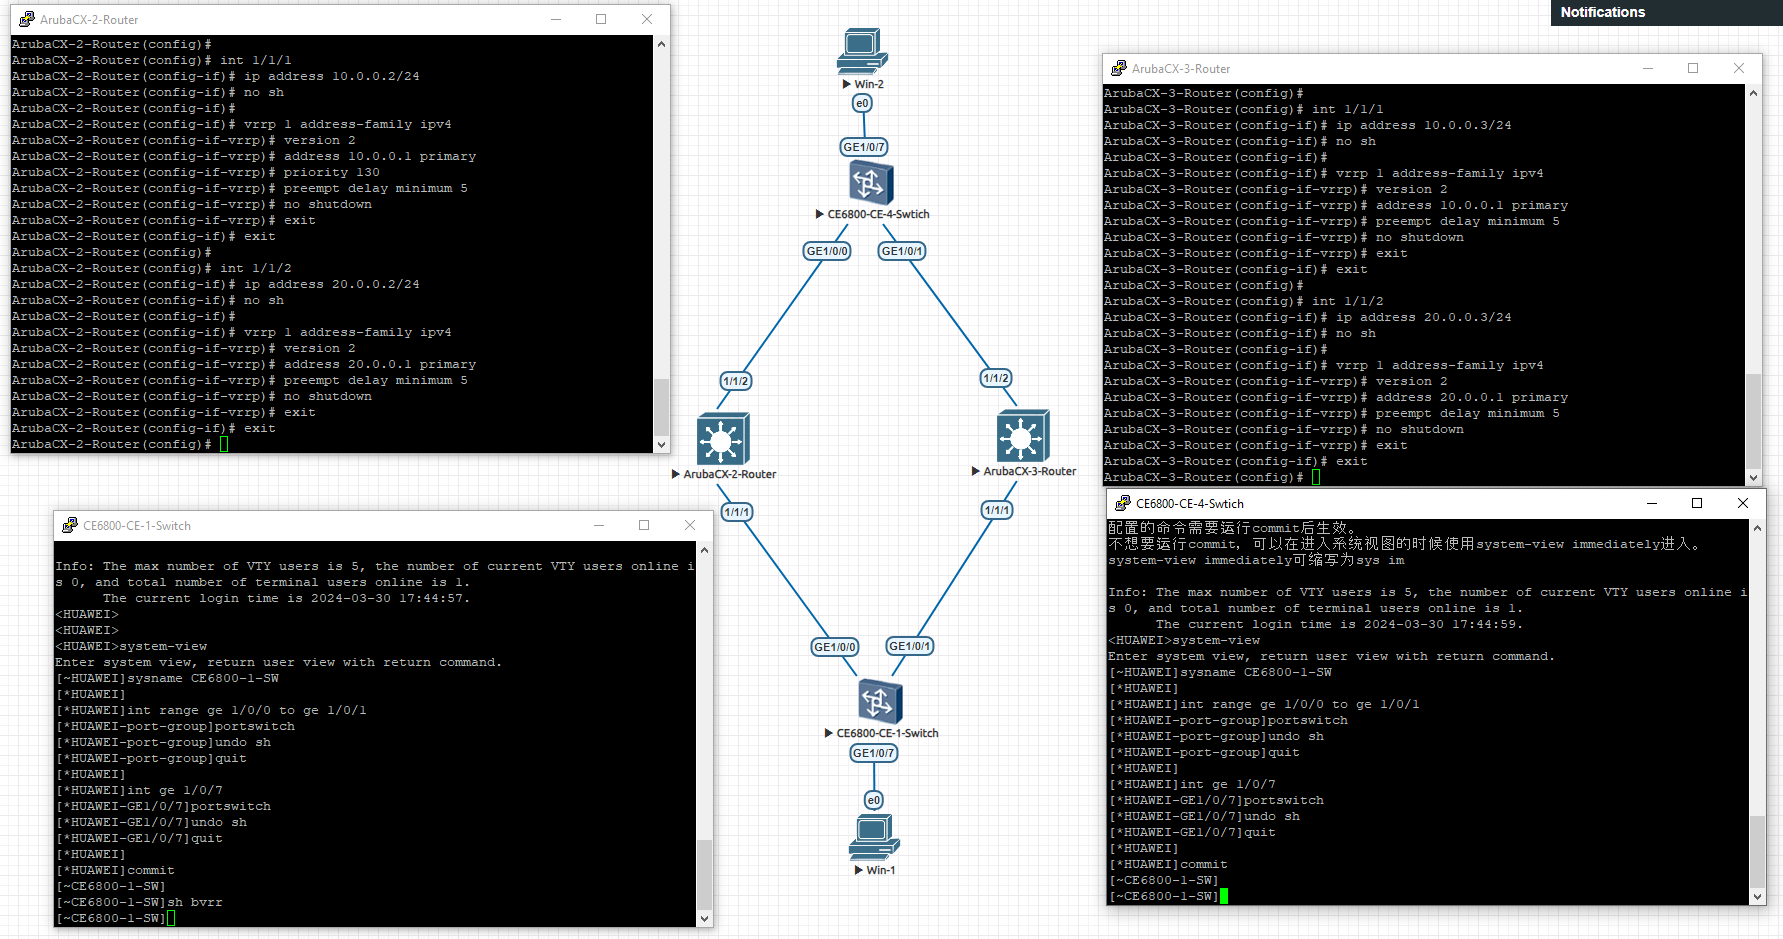 ArubaCX-2-Router
ArubaCX-2-Router(config)#
ArubaCX-2-Router(config)# int 1/1/1
ArubaCX-2-Router(config-if)# ip address 10.0.0.2/24
ArubaCX-2-Router(config-if)# no sh
ArubaCX-2-Router(config-if)#
ArubaCX-2-Router(config-if)# vrrp 1 address-family ipv4
ArubaCX-2-Router(config-if-vrrp)# version 2
ArubaCX-2-Router(config-if-vrrp)# address 10.0.0.1 primary
ArubaCX-2-Router(config-if-vrrp)# priority 130
ArubaCX-2-Router(config-if-vrrp)# preempt delay minimum 5
ArubaCX-2-Router(config-if-vrrp)# no shutdown
ArubaCX-2-Router(config-if-vrrp)# exit
ArubaCX-2-Router(config-if)# exit
ArubaCX-2-Router(config)#
ArubaCX-2-Router(config)# int 1/1/2
ArubaCX-2-Router(config-if)# ip address 20.0.0.2/24
ArubaCX-2-Router(config-if)# no sh
ArubaCX-2-Router(config-if)#
ArubaCX-2-Router(config-if)# vrrp 1 address-family ipv4
ArubaCX-2-Router(config-if-vrrp)# version 2
ArubaCX-2-Router(config-if-vrrp)# address 20.0.0.1 primary
ArubaCX-2-Router(config-if-vrrp)# preempt delay minimum 5
ArubaCX-2-Router(config-if-vrrp)# no shutdown
ArubaCX-2-Router(config-if-vrrp)# exit
ArubaCX-2-Router(config-if)# exit
ArubaCX-2-Router(config)#
Notifications
Win-2
e0
GE1/0/7
CE6800-CE-4-Swtich
GE1/0/0
GE1/0/1
1/1/2
1/1/2
ArubaCX-2-Router
ArubaCX-3-Router
1/1/1
1/1/1
GE1/0/0
GE1/0/1
CE6800-CE-1-Switch
GE1/0/7
e0
Win-1
ArubaCX-3-Router
ArubaCX-3-Router(config)#
ArubaCX-3-Router(config)# int 1/1/1
ArubaCX-3-Router(config-if)# ip address 10.0.0.3/24
ArubaCX-3-Router(config-if)# no sh
ArubaCX-3-Router(config-if)#
ArubaCX-3-Router(config-if)# vrrp 1 address-family ipv4
ArubaCX-3-Router(config-if-vrrp)# version 2
ArubaCX-3-Router(config-if-vrrp)# address 10.0.0.1 primary
ArubaCX-3-Router(config-if-vrrp)# preempt delay minimum 5
ArubaCX-3-Router(config-if-vrrp)# no shutdown
ArubaCX-3-Router(config-if-vrrp)# exit
ArubaCX-3-Router(config-if)# exit
ArubaCX-3-Router(config)#
ArubaCX-3-Router(config)# int 1/1/2
ArubaCX-3-Router(config-if)# ip address 20.0.0.3/24
ArubaCX-3-Router(config-if)# no sh
ArubaCX-3-Router(config-if)#
ArubaCX-3-Router(config-if)# vrrp 1 address-family ipv4
ArubaCX-3-Router(config-if-vrrp)# version 2
ArubaCX-3-Router(config-if-vrrp)# address 20.0.0.1 primary
ArubaCX-3-Router(config-if-vrrp)# preempt delay minimum 5
ArubaCX-3-Router(config-if-vrrp)# no shutdown
ArubaCX-3-Router(config-if-vrrp)# exit
ArubaCX-3-Router(config-if)# exit
ArubaCX-3-Router(config)#
CE6800-CE-1-Switch
Info: The max number of VTY users is 5, the number of current VTY users online i
s 0, and total number of terminal users online is 1.
The current login time is 2024-03-30 17:44:57.
<HUAWEI>
<HUAWEI>
<HUAWEI>system-view
Enter system view, return user view with return command.
[~HUAWEI]sysname CE6800-1-SW
[*HUAWEI]
[*HUAWEI]int range ge 1/0/0 to ge 1/0/1
[*HUAWEI-port-group]portswitch
[*HUAWEI-port-group]undo sh
[*HUAWEI-port-group]quit
[*HUAWEI]
[*HUAWEI]int ge 1/0/7
[*HUAWEI-GE1/0/7]portswitch
[*HUAWEI-GE1/0/7]undo sh
[*HUAWEI-GE1/0/7]quit
[*HUAWEI]
[*HUAWEI]commit
[~CE6800-1-SW]
[~CE6800-1-SW]sh bvrr
[~CE6800-1-SW]
CE6800-CE-4-Swtich
配置的命令需要运行commit后生效。
不想要运行commit, 可以在进入系统视图的时候使用system-view immediately进入。
system-view immediately可缩写为sys im
Info: The max number of VTY users is 5, the number of current VTY users online i
s 0, and total number of terminal users online is 1.
The current login time is 2024-03-30 17:44:59.
<HUAWEI>system-view
Enter system view, return user view with return command.
[~HUAWEI]sysname CE6800-1-SW
[*HUAWEI]
[*HUAWEI]int range ge 1/0/0 to ge 1/0/1
[*HUAWEI-port-group]portswitch
[*HUAWEI-port-group]undo sh
[*HUAWEI-port-group]quit
[*HUAWEI]
[*HUAWEI]int ge 1/0/7
[*HUAWEI-GE1/0/7]portswitch
[*HUAWEI-GE1/0/7]undo sh
[*HUAWEI-GE1/0/7]quit
[*HUAWEI]
[*HUAWEI]commit
[~CE6800-1-SW]
[~CE6800-1-SW]